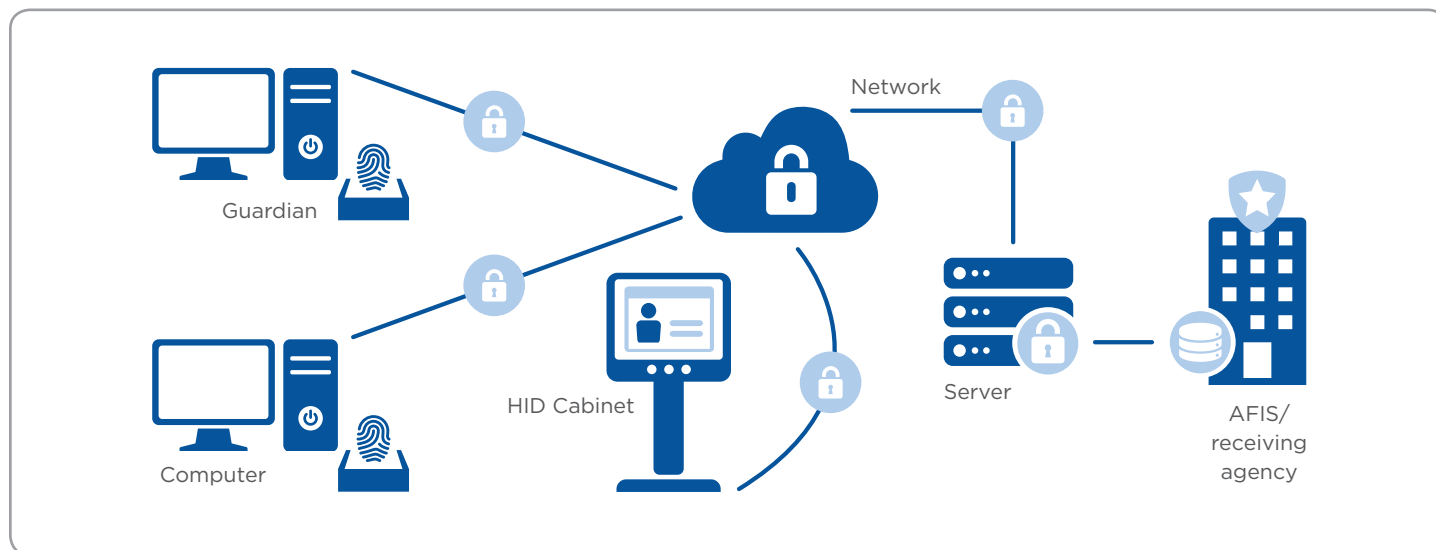 Network
Guardian
HID Cabinet
Server
Computer
AFIS/
receiving
agency